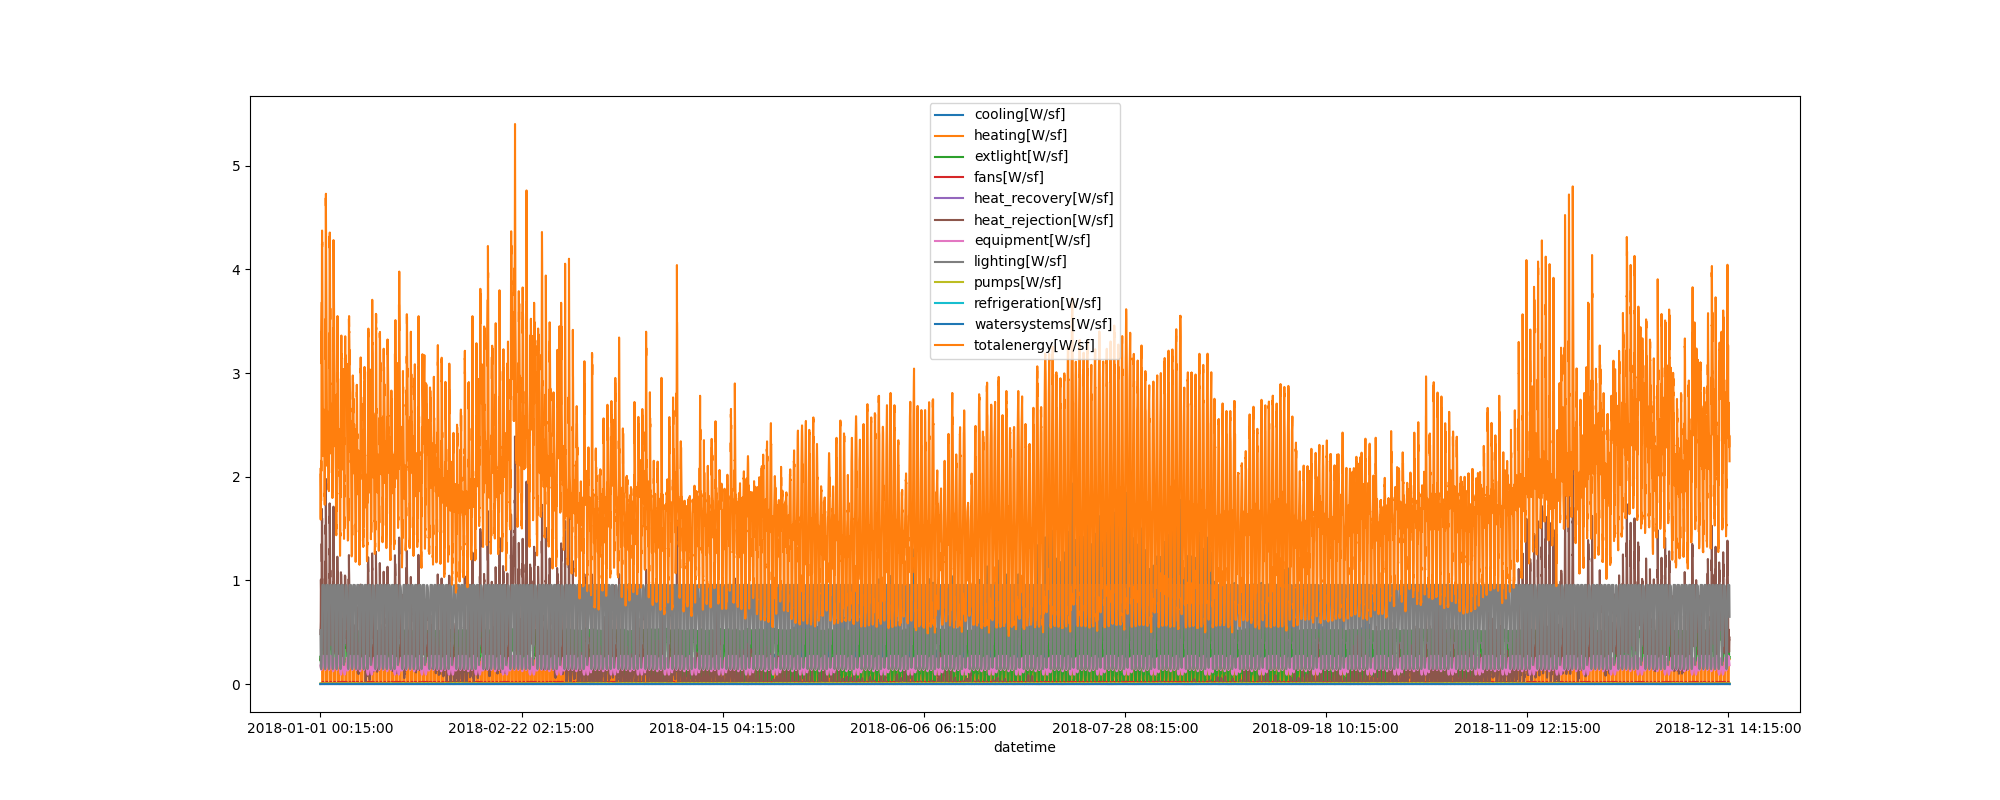 cooling[W/sf]
heating[W/sf]
extlight[W/sf]
fans[W/sf]
heat_recovery[W/sf]
heat_rejection[W/sf]
equipment[W/sf]
lighting[W/sf]
pumps[W/sf]
refrigeration[W/sf]
watersystems[W/sf]
totalenergy[W/sf]
5
4
3
2
1
0
2018-01-01 00:15:00 2018-02-22 02:15:00 2018-04-15 04:15:00 2018-06-06 06:15:00 2018-07-28 08:15:00 2018-09-18 10:15:00 2018-11-09 12:15:00 2018-12-31 14:15:00
datetime